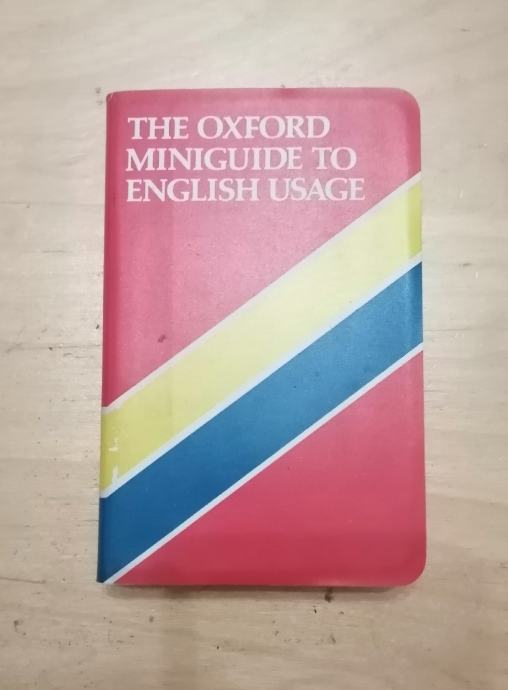 THE OXFORD
MINIGUIDE TO
ENGLISH USAGE